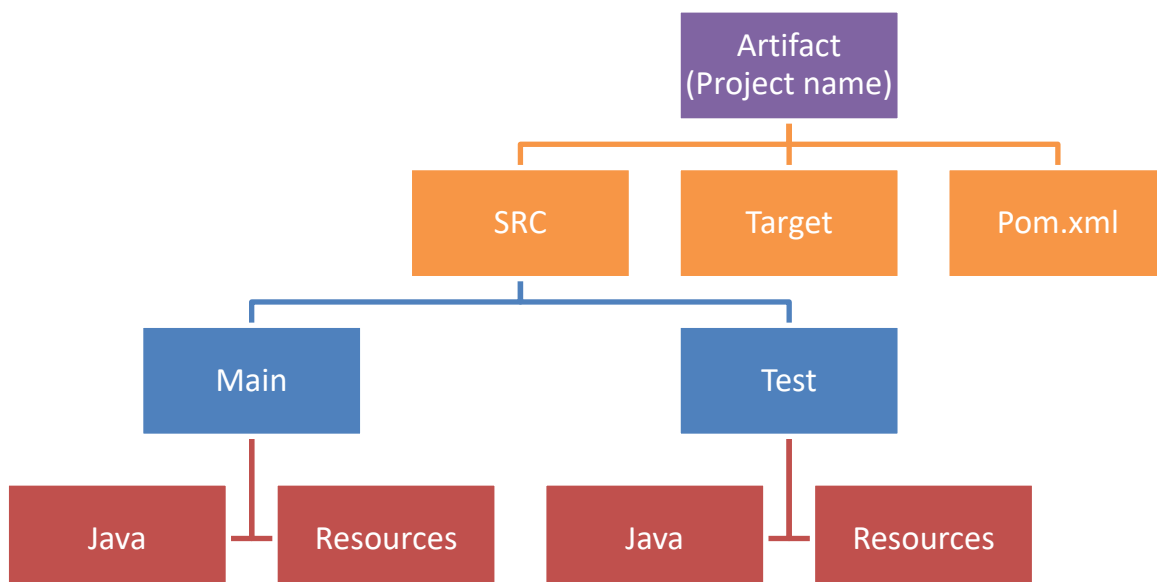 Artifact
(Project name)
SRC
Target
Pom.xml
Main
Test
Java
Resources
Java
Resources